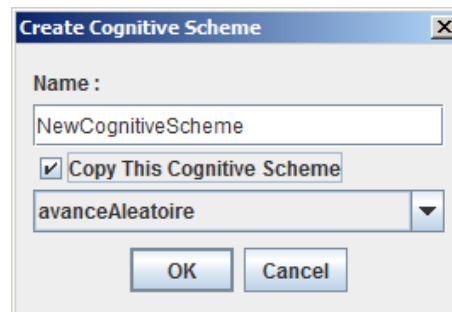 Create Cognitive Scheme
Name :
NewCognitiveScheme
Copy This Cognitive Scheme
avanceAleatoire
OK Cancel